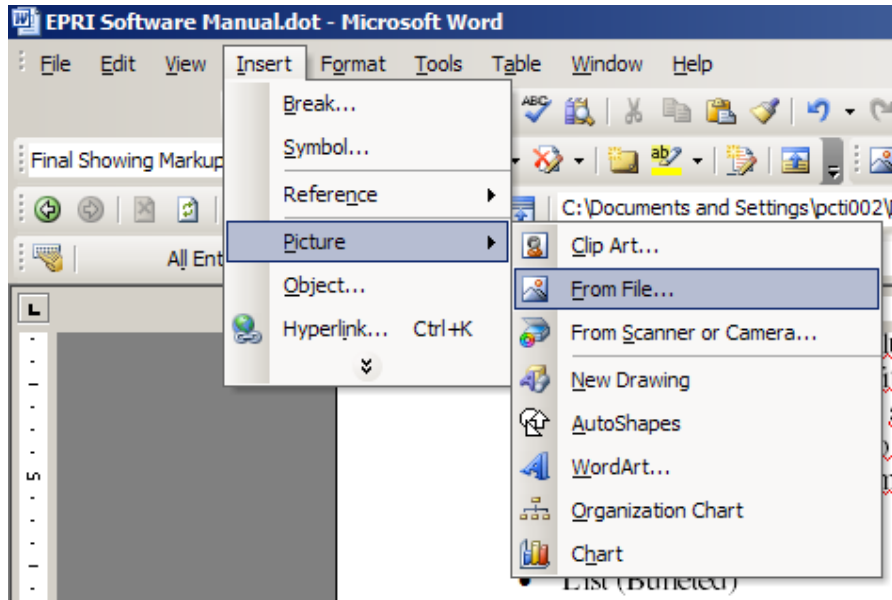 EPRI Software Manual.dot - Microsoft Word
File Edit View Insert Format Tools Table Window Help
Break...
Symbol...
Final Showing Markup
Reference
C:\Documents and Settings\pcti002\
Picture
Clip Art...
All Ent
Object...
From File...
L
Hyperlink... Ctrl+K
From Scanner or Camera...
New Drawing
AutoShapes
5
WordArt...
Organization Chart
Chart
List (Bulleted)